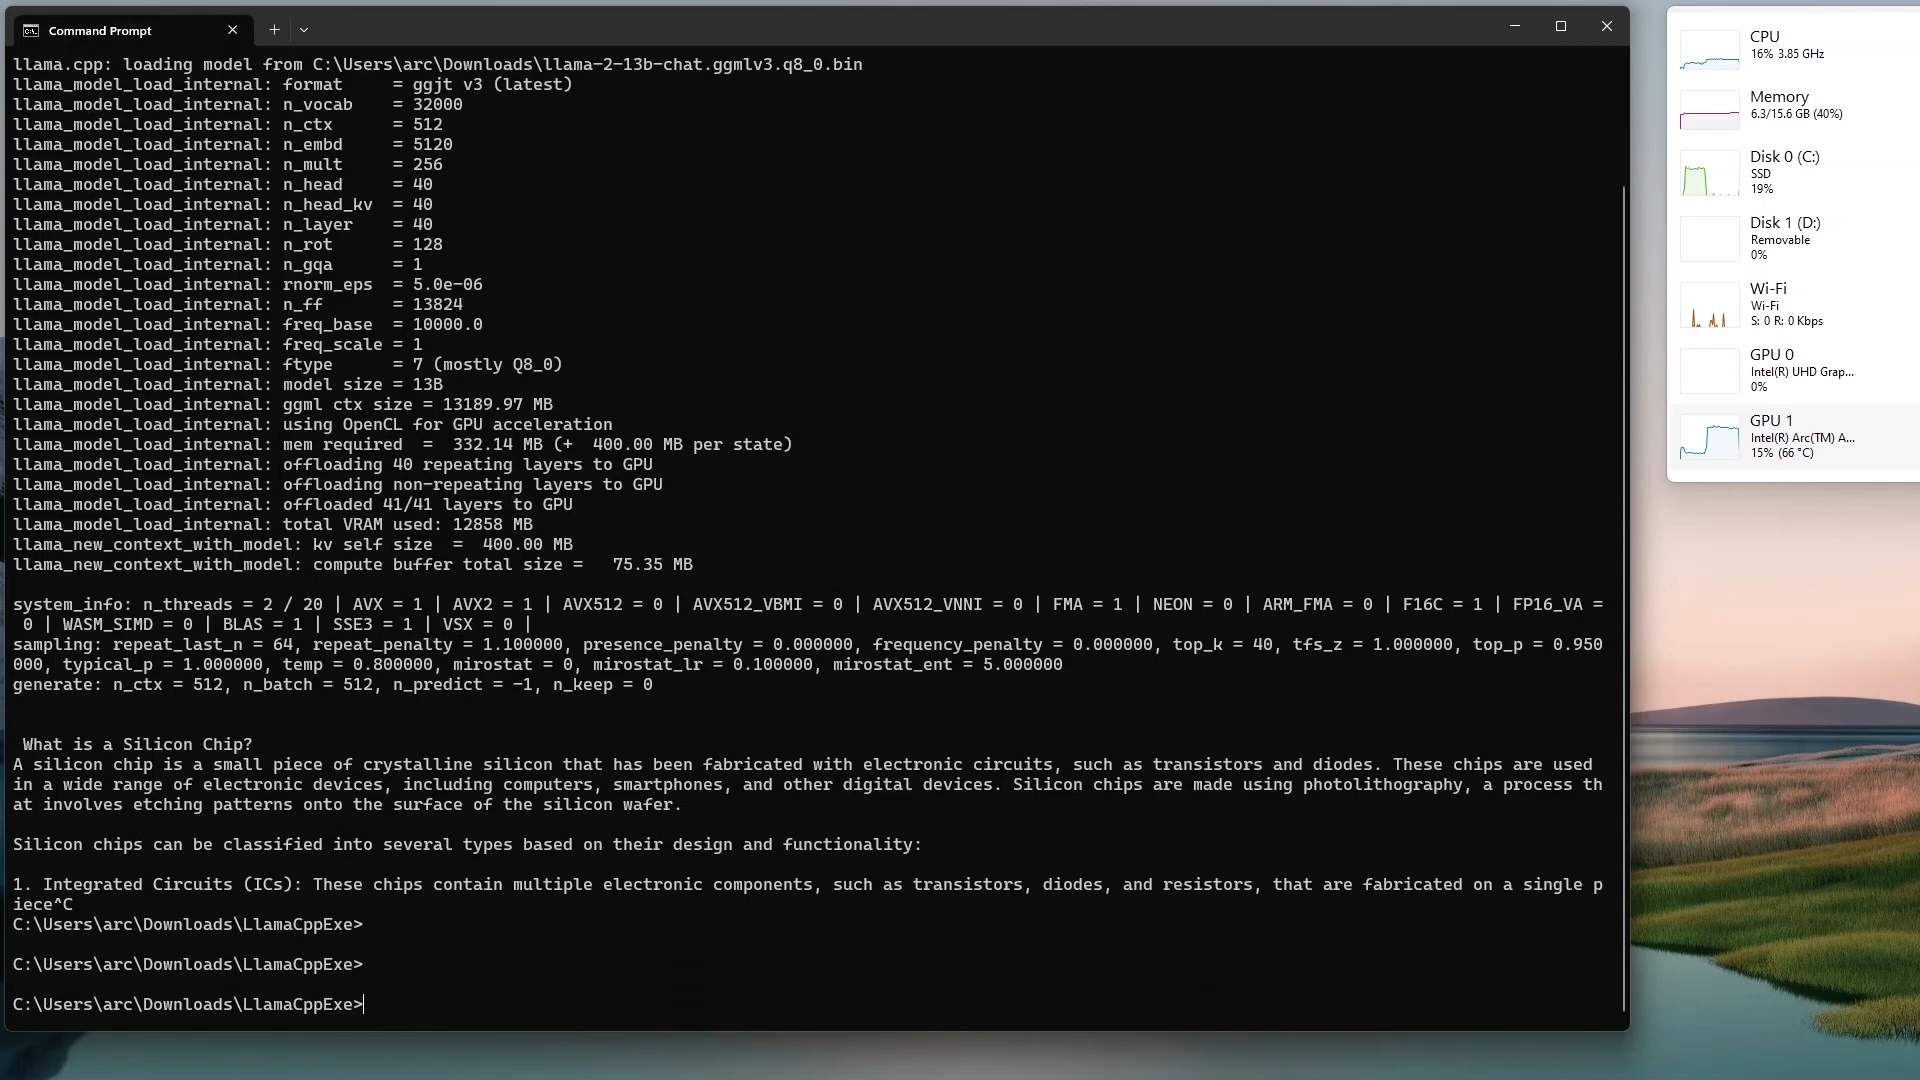 Command Prompt
llama.cpp: loading model from C:\Users\arc\Downloads\llama-2-13b-chat.ggmlv3.q8_0.bin
llama_model_load_internal: format     = ggjt v3 (latest)
llama_model_load_internal: n_vocab    = 32000
llama_model_load_internal: n_ctx      = 512
llama_model_load_internal: n_embd     = 5120
llama_model_load_internal: n_mult     = 256
llama_model_load_internal: n_head     = 40
llama_model_load_internal: n_head_kv  = 40
llama_model_load_internal: n_layer    = 40
llama_model_load_internal: n_rot      = 128
llama_model_load_internal: n_gqa      = 1
llama_model_load_internal: rnorm_eps  = 5.0e-06
llama_model_load_internal: n_ff       = 13824
llama_model_load_internal: freq_base  = 10000.0
llama_model_load_internal: freq_scale = 1
llama_model_load_internal: ftype      = 7 (mostly Q8_0)
llama_model_load_internal: model size = 13B
llama_model_load_internal: ggml ctx size = 13189.97 MB
llama_model_load_internal: using OpenCL for GPU acceleration
llama_model_load_internal: mem required  =  332.14 MB (+  400.00 MB per state)
llama_model_load_internal: offloading 40 repeating layers to GPU
llama_model_load_internal: offloading non-repeating layers to GPU
llama_model_load_internal: offloaded 41/41 layers to GPU
llama_model_load_internal: total VRAM used: 12858 MB
llama_new_context_with_model: kv self size  =  400.00 MB
llama_new_context_with_model: compute buffer total size =   75.35 MB
system_info: n_threads = 2 / 20 | AVX = 1 | AVX2 = 1 | AVX512 = 0 | AVX512_VBMI = 0 | AVX512_VNNI = 0 | FMA = 1 | NEON = 0 | ARM_FMA = 0 | F16C = 1 | FP16_VA =
 0 | WASM_SIMD = 0 | BLAS = 1 | SSE3 = 1 | VSX = 0 |
sampling: repeat_last_n = 64, repeat_penalty = 1.100000, presence_penalty = 0.000000, frequency_penalty = 0.000000, top_k = 40, tfs_z = 1.000000, top_p = 0.950
000, typical_p = 1.000000, temp = 0.800000, mirostat = 0, mirostat_lr = 0.100000, mirostat_ent = 5.000000
generate: n_ctx = 512, n_batch = 512, n_predict = -1, n_keep = 0
What is a Silicon Chip?
A silicon chip is a small piece of crystalline silicon that has been fabricated with electronic circuits, such as transistors and diodes. These chips are used
in a wide range of electronic devices, including computers, smartphones, and other digital devices. Silicon chips are made using photolithography, a process th
at involves etching patterns onto the surface of the silicon wafer.
Silicon chips can be classified into several types based on their design and functionality:
1. Integrated Circuits (ICs): These chips contain multiple electronic components, such as transistors, diodes, and resistors, that are fabricated on a single p
iece^C
C:\Users\arc\Downloads\LlamaCppExe>
C:\Users\arc\Downloads\LlamaCppExe>
C:\Users\arc\Downloads\LlamaCppExe>
CPU
16% 3.85 GHz
Memory
6.3/15.6 GB (40%)
Disk 0 (C:)
SSD
19%
Disk 1 (D:)
Removable
0%
Wi-Fi
Wi-Fi
S: 0 R: 0 Kbps
GPU 0
Intel(R) UHD Grap...
0%
GPU 1
Intel(R) Arc(TM) A...
15% (66 °C)